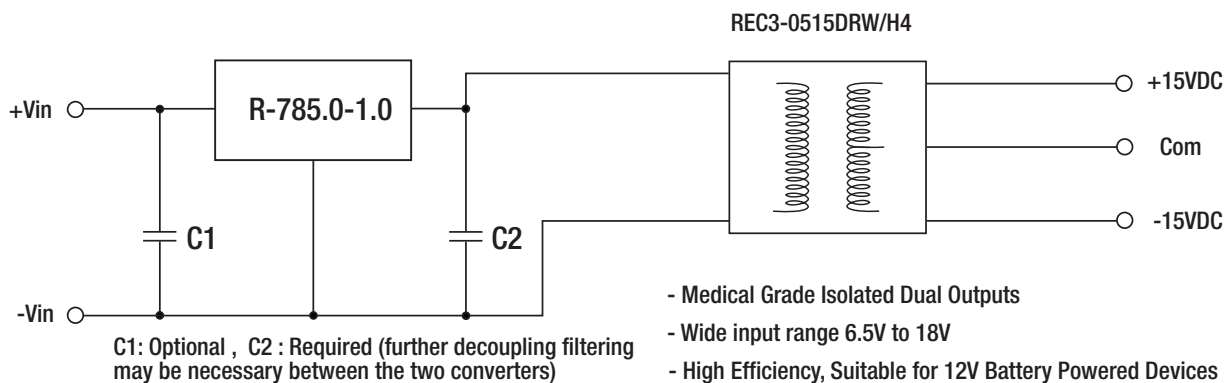 REC3-0515DRW/H4
+Vin
R-785.0-1.0
+15VDC
Com
C1
C2
-15VDC
-Vin
C1: Optional , C2 : Required (further decoupling filtering
may be necessary between the two converters)
- Medical Grade Isolated Dual Outputs
- Wide input range 6.5V to 18V
- High Efficiency, Suitable for 12V Battery Powered Devices